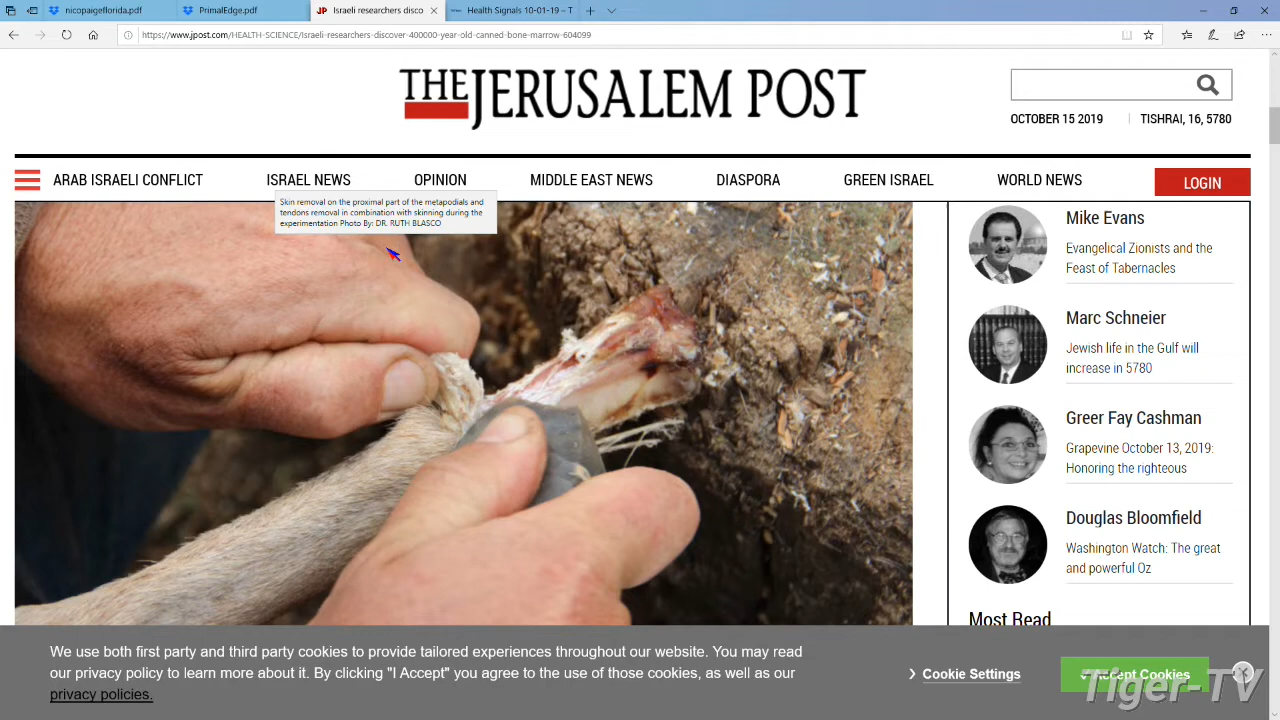 nicopaigeflorida.pdf
PrimalEdge.pdf
JP Israeli researchers disco
Health Signals 10-01-19 – T
https://www.jpost.com/HEALTH-SCIENCE/Israeli-researchers-discover-400000-year-old-canned-bone-marrow-604099
THE JERUSALEM POST
OCTOBER 15 2019 | TISHRAI, 16, 5780
ARAB ISRAELI CONFLICT ISRAEL NEWS OPINION MIDDLE EAST NEWS DIASPORA GREEN ISRAEL WORLD NEWS LOGIN
Skin removal on the proximal part of the metapodials and
tendons removal in combination with skinning during the
experimentation Photo By: DR. RUTH BLASCO
Mike Evans
Evangelical Zionists and the
Feast of Tabernacles
Marc Schneier
Jewish life in the Gulf will
increase in 5780
Greer Fay Cashman
Grapevine October 13, 2019:
Honoring the righteous
Douglas Bloomfield
Washington Watch: The great
and powerful Oz
Most Read
We use both first party and third party cookies to provide tailored experiences throughout our website. You may read
our privacy policy to learn more about it. By clicking "I Accept" you agree to the use of those cookies, as well as our
privacy policies.
Cookie Settings
Accept Cookies
Tiger-TV